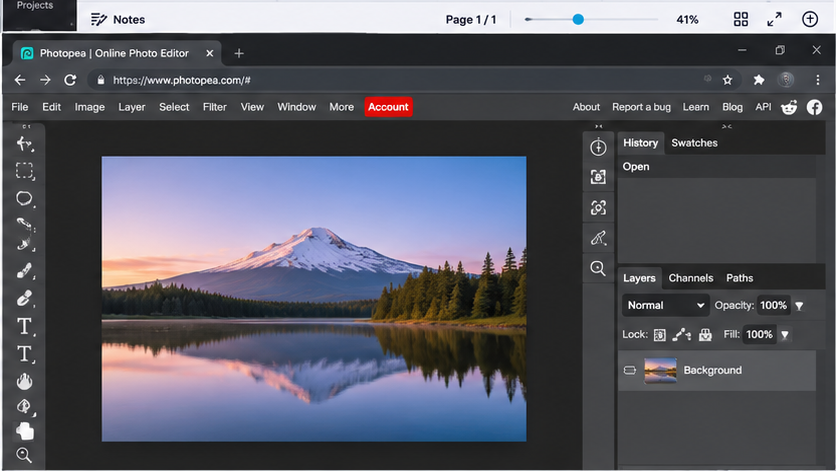 Projects
Notes
Page 1 / 1
41%
Photopea | Online Photo Editor
https://www.photopea.com/#
File Edit Image Layer Select Filter View Window More Account
About Report a bug Learn Blog API
History Swatches
Open
Layers Channels Paths
Normal Opacity: 100%
Lock: Fill: 100%
Background
T
T